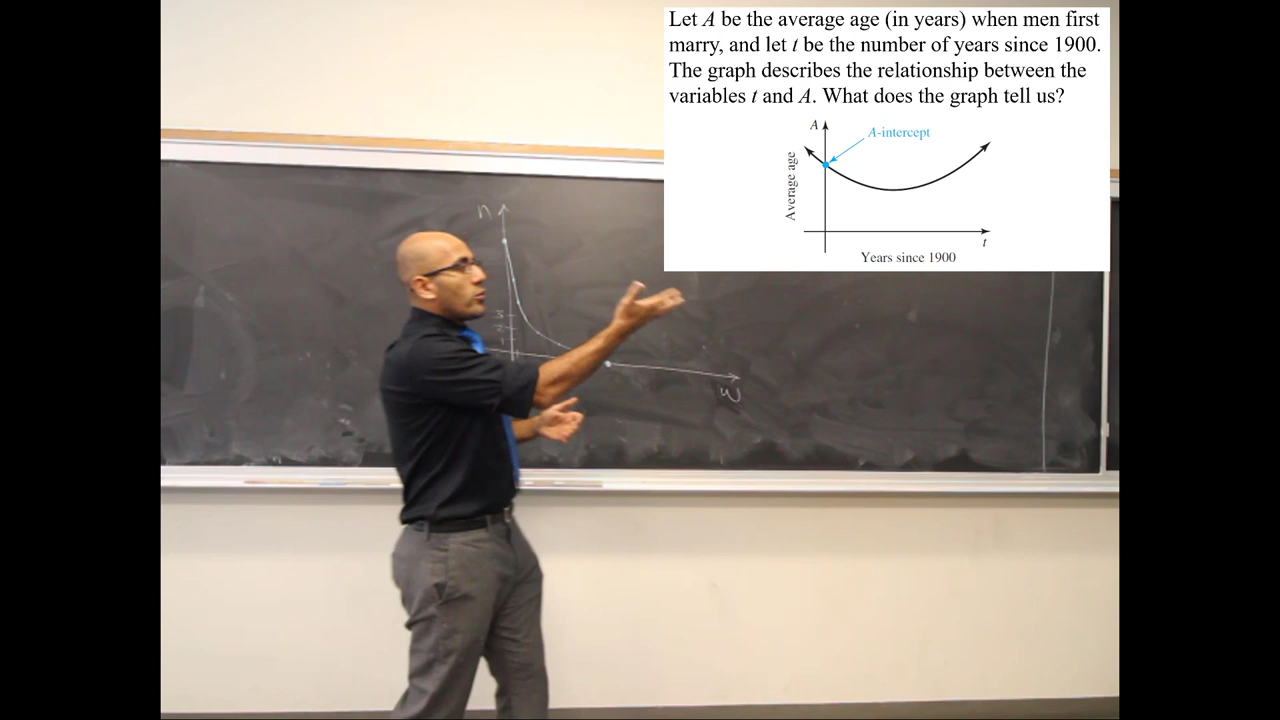 Let A be the average age (in years) when men first
marry, and let t be the number of years since 1900.
The graph describes the relationship between the
variables t and A. What does the graph tell us?
A
A-intercept
Average age
t
Years since 1900
n
w